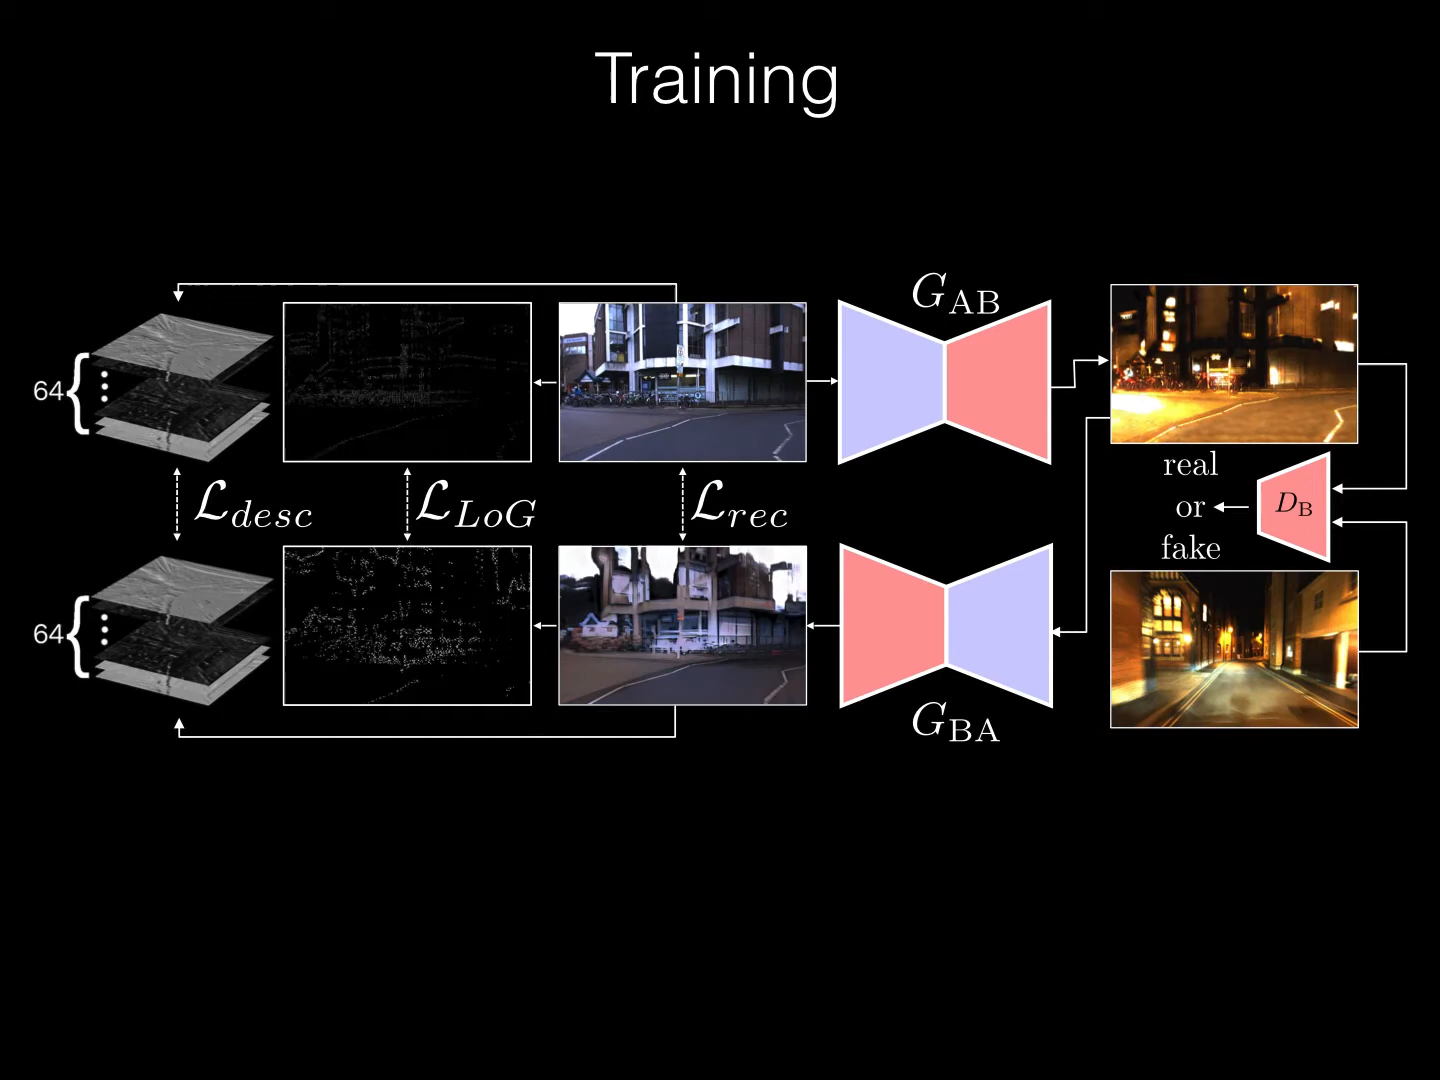 Training
G_AB
64
real
or
fake
D_B
ℒ_desc
ℒ_LoG
ℒ_rec
64
G_BA